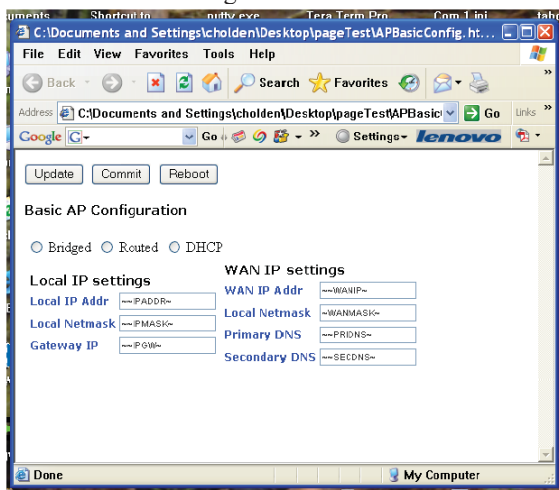 Shortcut to putty.exe Tera Term Pro Com 1.ini
C:\Documents and Settings\cholden\Desktop\pageTest\APBasicConfig.ht...
File Edit View Favorites Tools Help
Back Search Favorites
Address C:\Documents and Settings\cholden\Desktop\pageTest\APBasic Go Links »
Google G Go » Settings lenovo
Update Commit Reboot
Basic AP Configuration
Bridged Routed DHCP
Local IP settings
Local IP Addr ~~IPADDR~
Local Netmask ~~IPMASK~
Gateway IP ~~IPGW~
WAN IP settings
WAN IP Addr ~~WANIP~
Local Netmask ~WANMASK~
Primary DNS ~~PRIDNS~
Secondary DNS ~~SECDNS~
Done My Computer